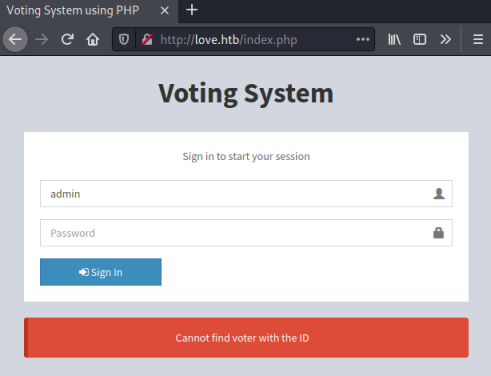 Voting System using PHP
http://love.htb/index.php
Voting System
Sign in to start your session
admin
Password
Sign In
Cannot find voter with the ID